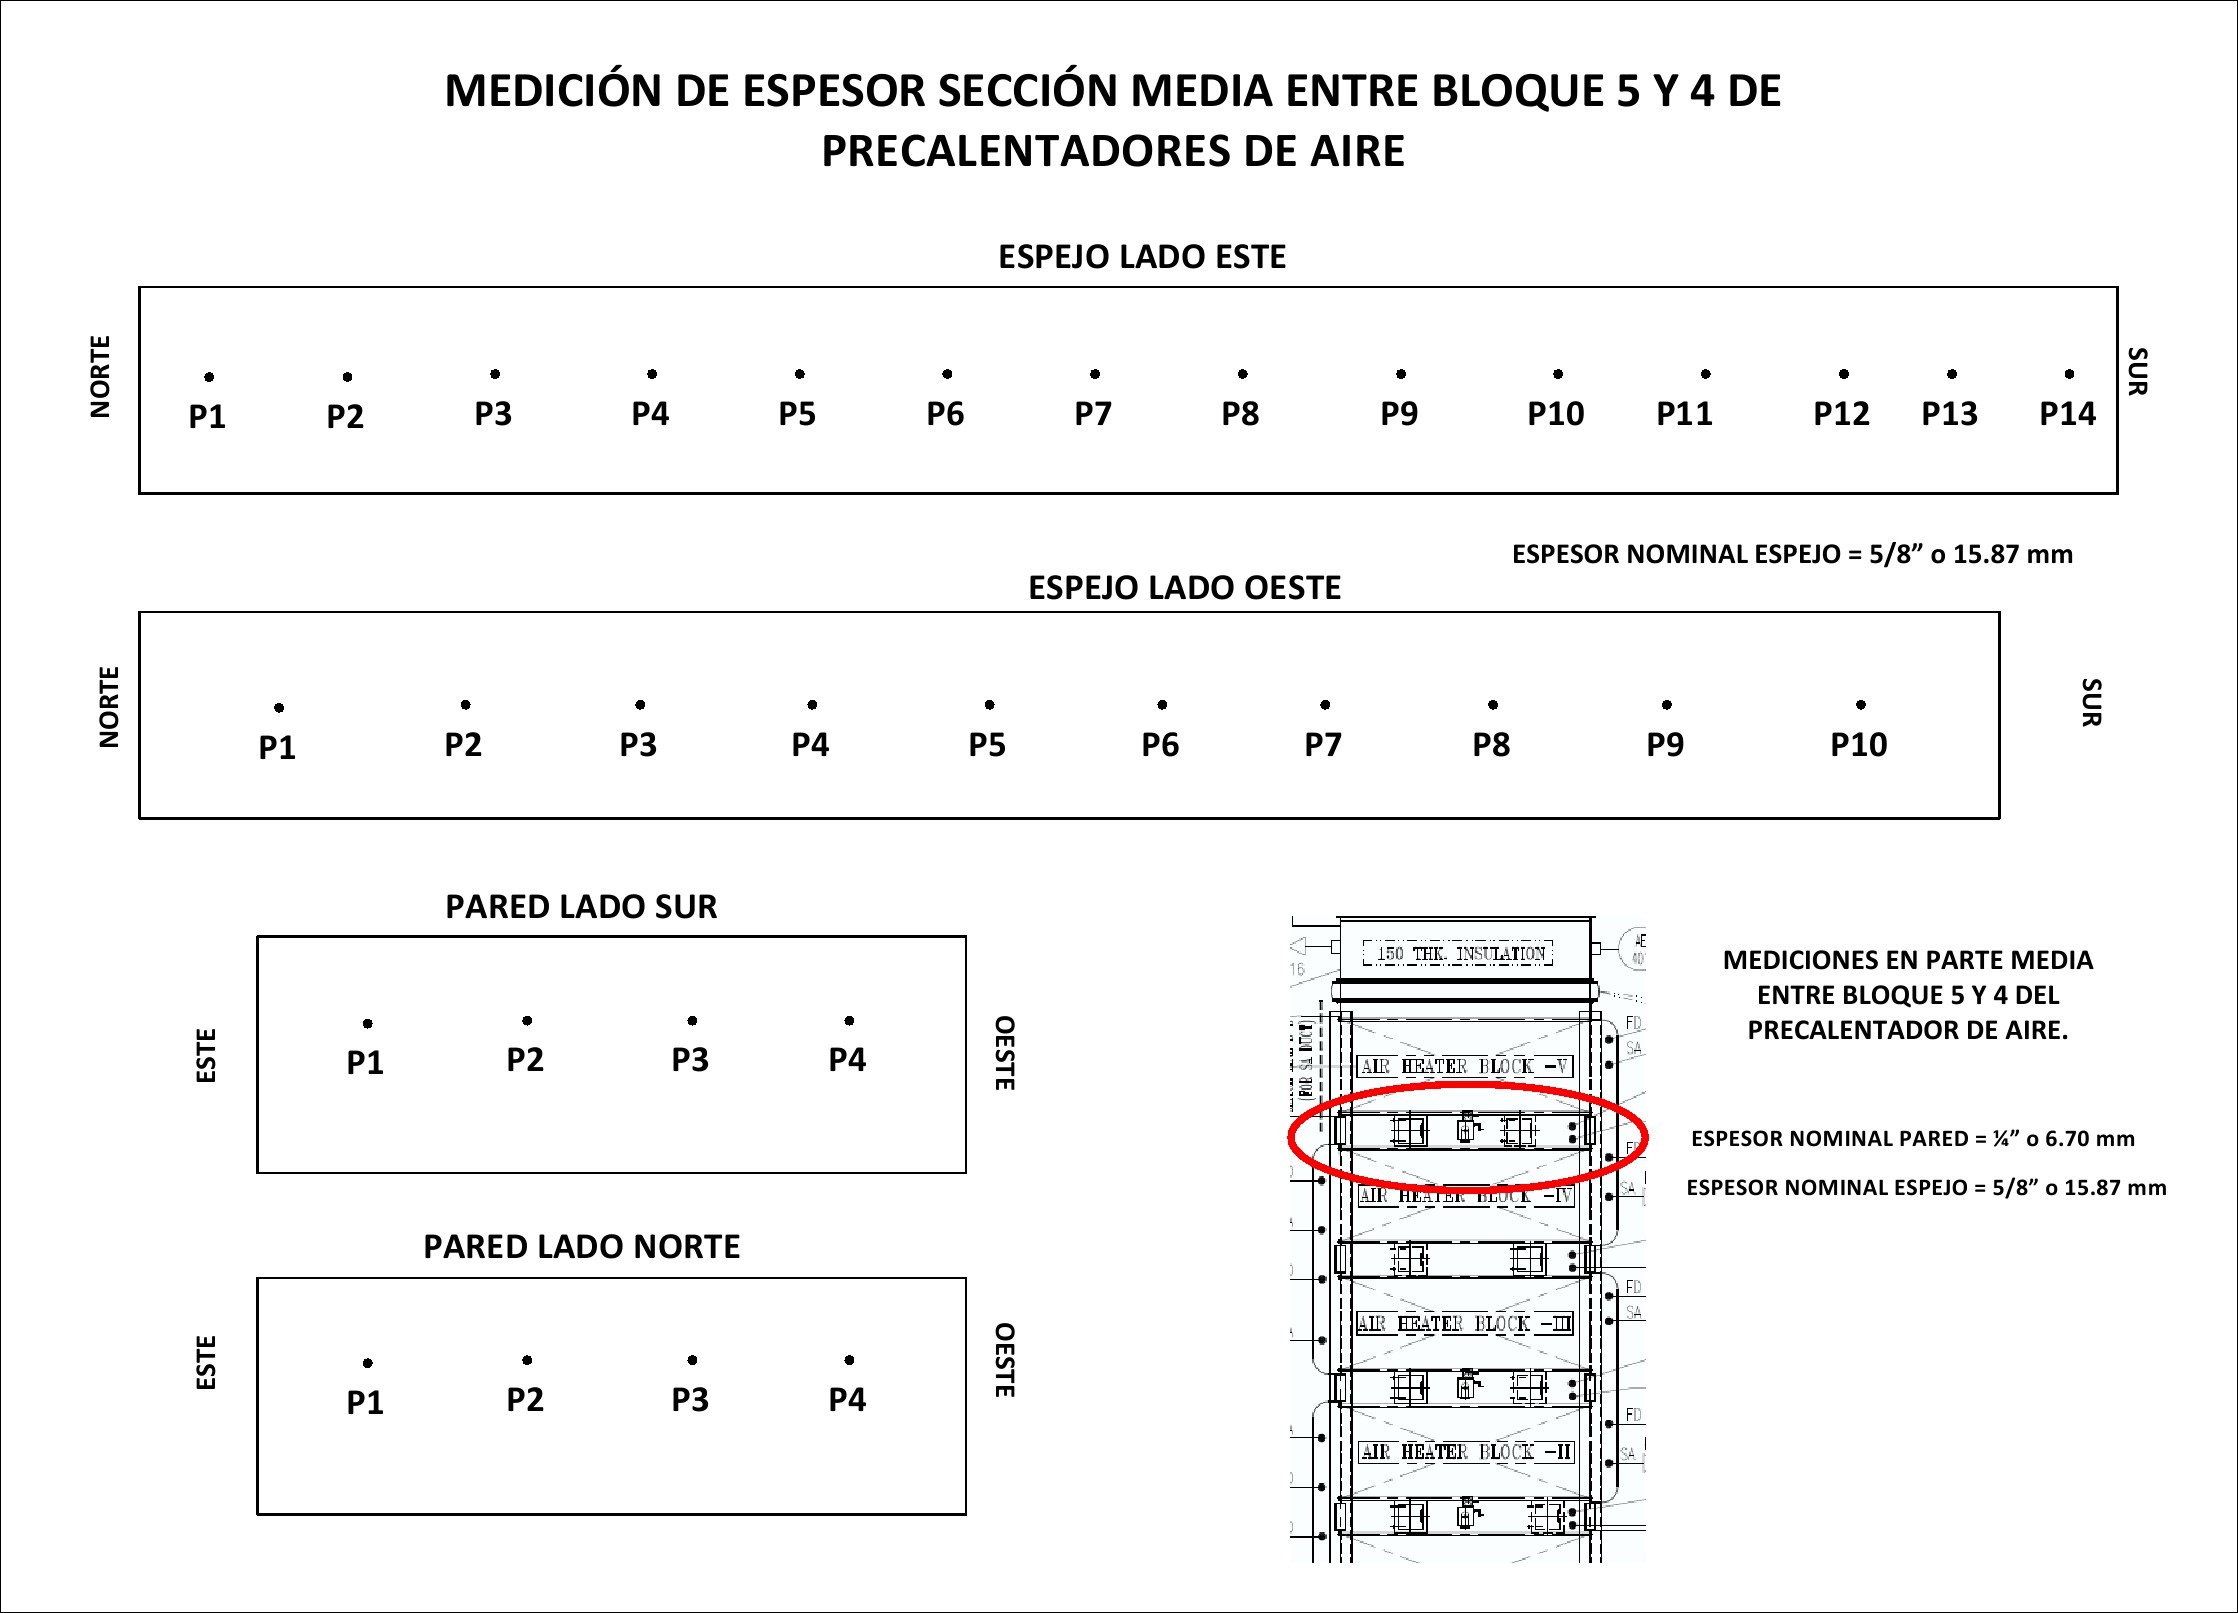 MEDICIÓN DE ESPESOR SECCIÓN MEDIA ENTRE BLOQUE 5 Y 4 DE
PRECALENTADORES DE AIRE
ESPEJO LADO ESTE
NORTE
SUR
P1 P2 P3 P4 P5 P6 P7 P8 P9 P10 P11 P12 P13 P14
ESPESOR NOMINAL ESPEJO = 5/8” o 15.87 mm
ESPEJO LADO OESTE
NORTE
SUR
P1 P2 P3 P4 P5 P6 P7 P8 P9 P10
PARED LADO SUR
ESTE
OESTE
P1 P2 P3 P4
PARED LADO NORTE
ESTE
OESTE
P1 P2 P3 P4
150 THK. INSULATION
16
40
(FOR SA DUCT)
FD
SA
AIR HEATER BLOCK -V
SA
AIR HEATER BLOCK -IV
FD
SA
AIR HEATER BLOCK -III
FD
SA
AIR HEATER BLOCK -II
MEDICIONES EN PARTE MEDIA
ENTRE BLOQUE 5 Y 4 DEL
PRECALENTADOR DE AIRE.
ESPESOR NOMINAL PARED = ¼” o 6.70 mm
ESPESOR NOMINAL ESPEJO = 5/8” o 15.87 mm